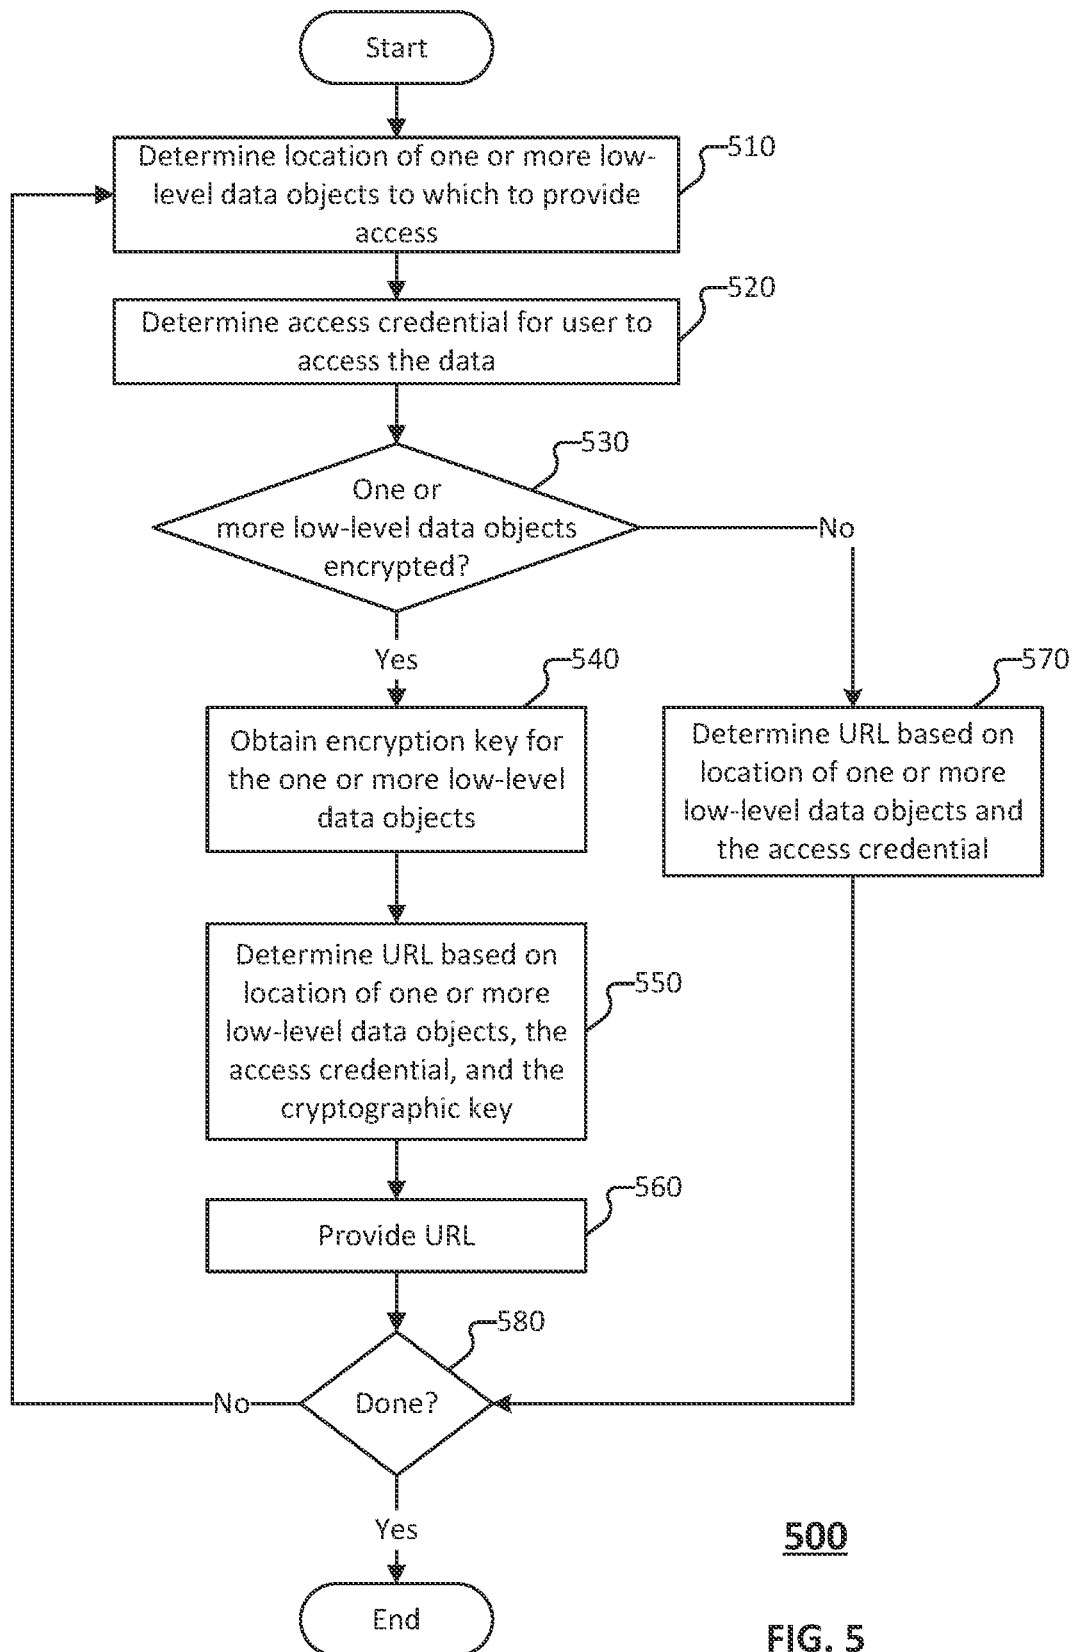 Start
Determine location of one or more low-
level data objects to which to provide
access
510
Determine access credential for user to
access the data
520
One or
more low-level data objects
encrypted?
530
No
Yes
Obtain encryption key for
the one or more low-level
data objects
540
Determine URL based on
location of one or more
low-level data objects and
the access credential
570
Determine URL based on
location of one or more
low-level data objects, the
access credential, and the
cryptographic key
550
Provide URL
560
Done?
580
No
Yes
End
500
FIG. 5